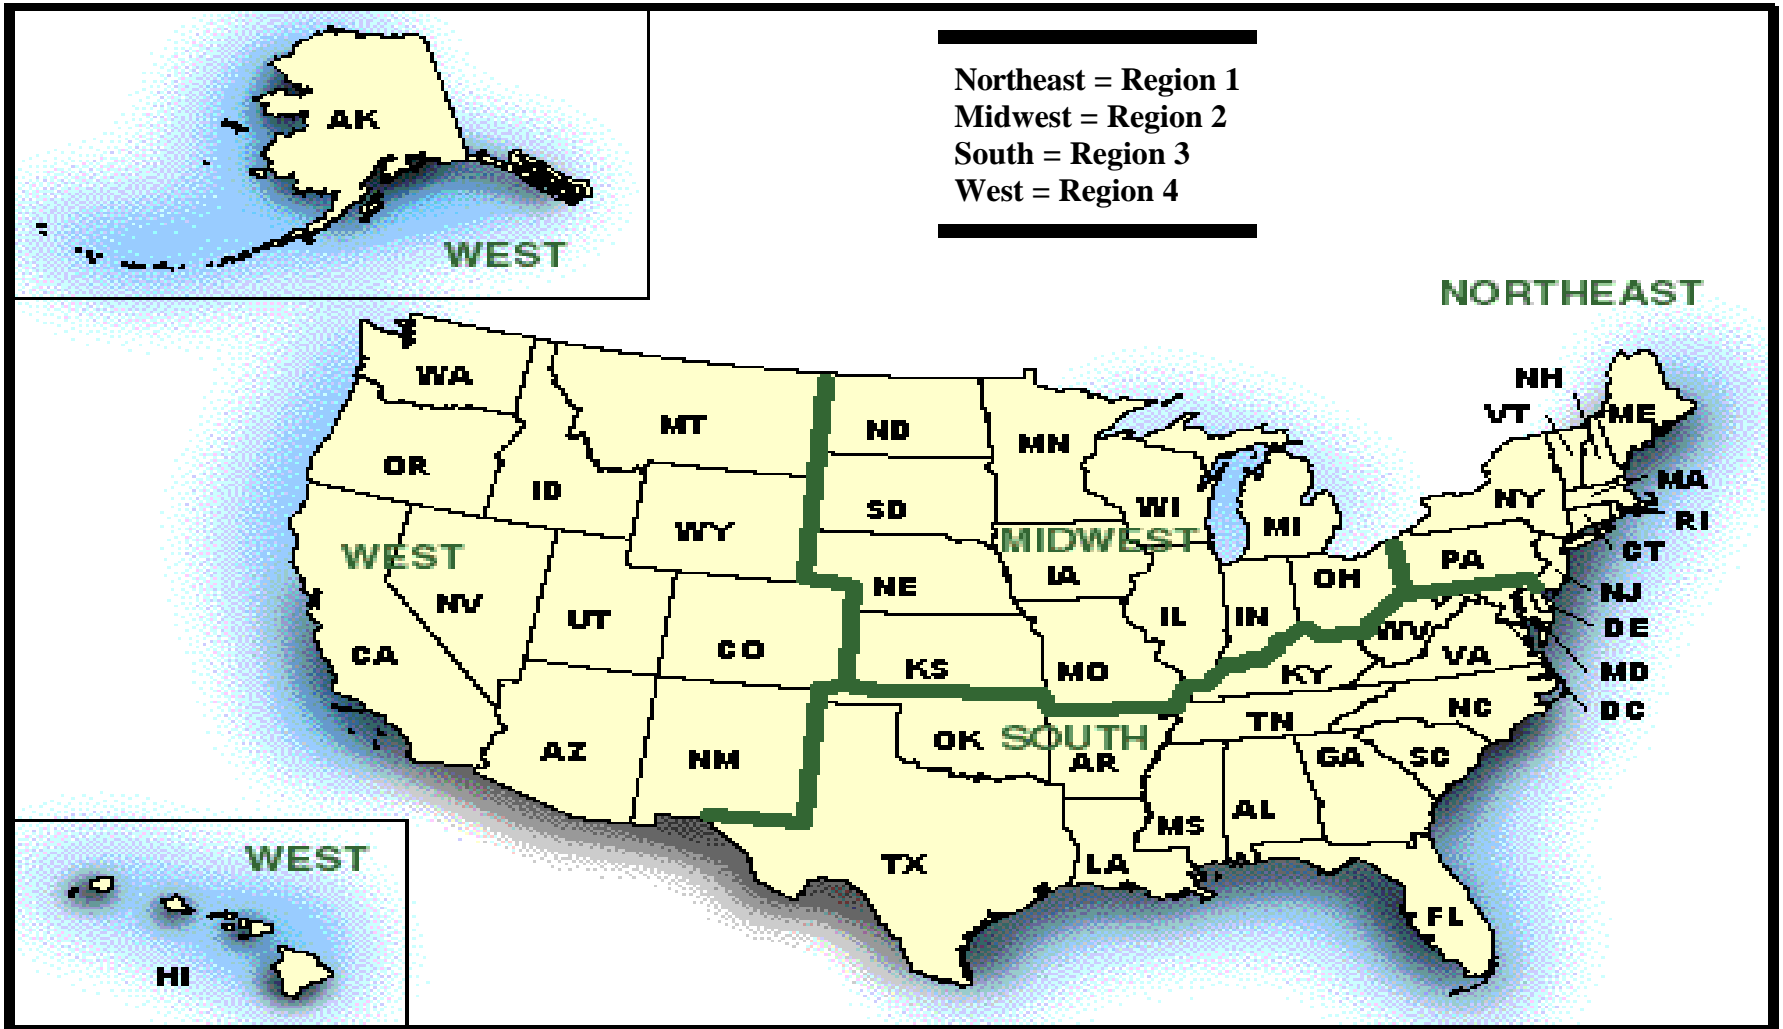 AK
WEST
Northeast = Region 1
Midwest = Region 2
South = Region 3
West = Region 4
NORTHEAST
WA
MT
ND
MN
NH
VT
ME
OR
ID
WY
SD
WI
MI
NY
MA
RI
WEST
MIDWEST
CT
NV
UT
CO
NE
IA
IL
IN
OH
PA
NJ
DE
CA
KS
MO
KY
WV
VA
MD
DC
AZ
NM
OK
SOUTH
AR
TN
NC
GA
SC
TX
LA
MS
AL
FL
WEST
HI